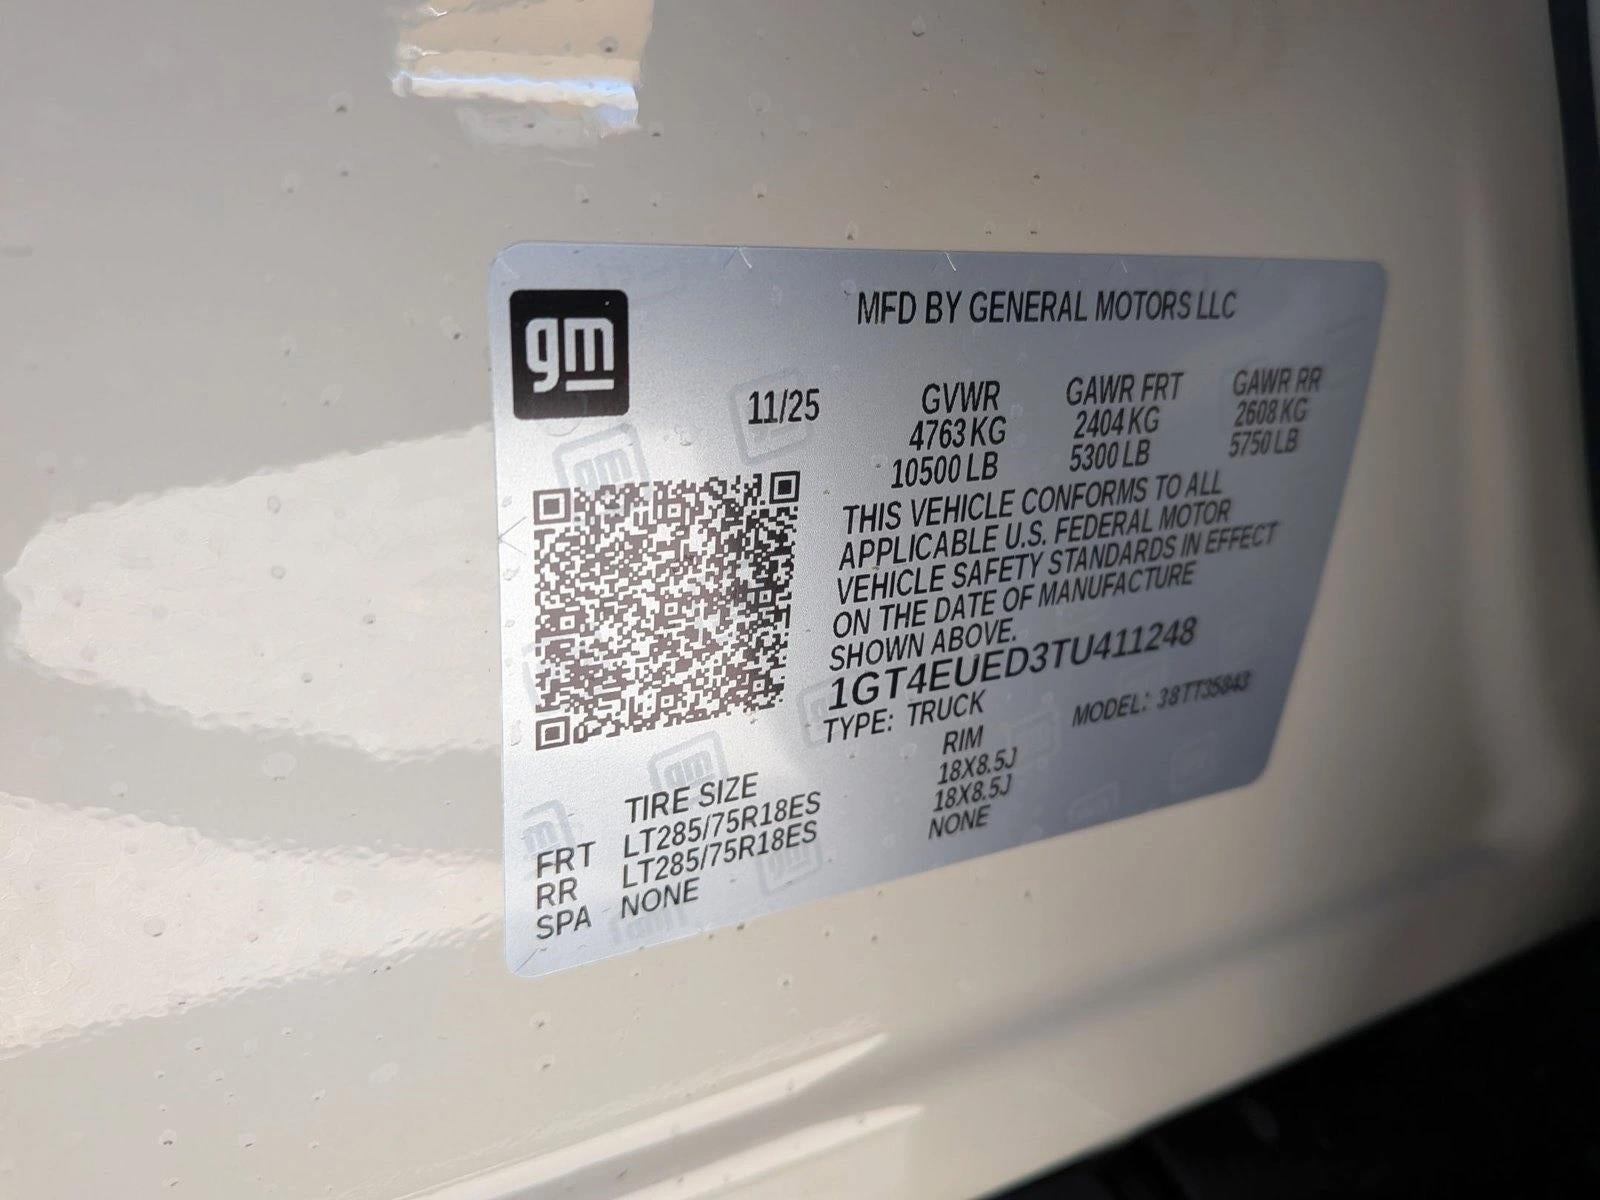 gm
MFD BY GENERAL MOTORS LLC
11/25
GVWR GAWR FRT GAWR RR
4763 KG 2404 KG 2608 KG
10500 LB 5300 LB 5750 LB
THIS VEHICLE CONFORMS TO ALL
APPLICABLE U.S. FEDERAL MOTOR
VEHICLE SAFETY STANDARDS IN EFFECT
ON THE DATE OF MANUFACTURE
SHOWN ABOVE.
1GT4EUED3TU411248
TYPE: TRUCK MODEL: 38TT35843
TIRE SIZE RIM
FRT LT285/75R18ES 18X8.5J
RR LT285/75R18ES 18X8.5J
SPA NONE NONE